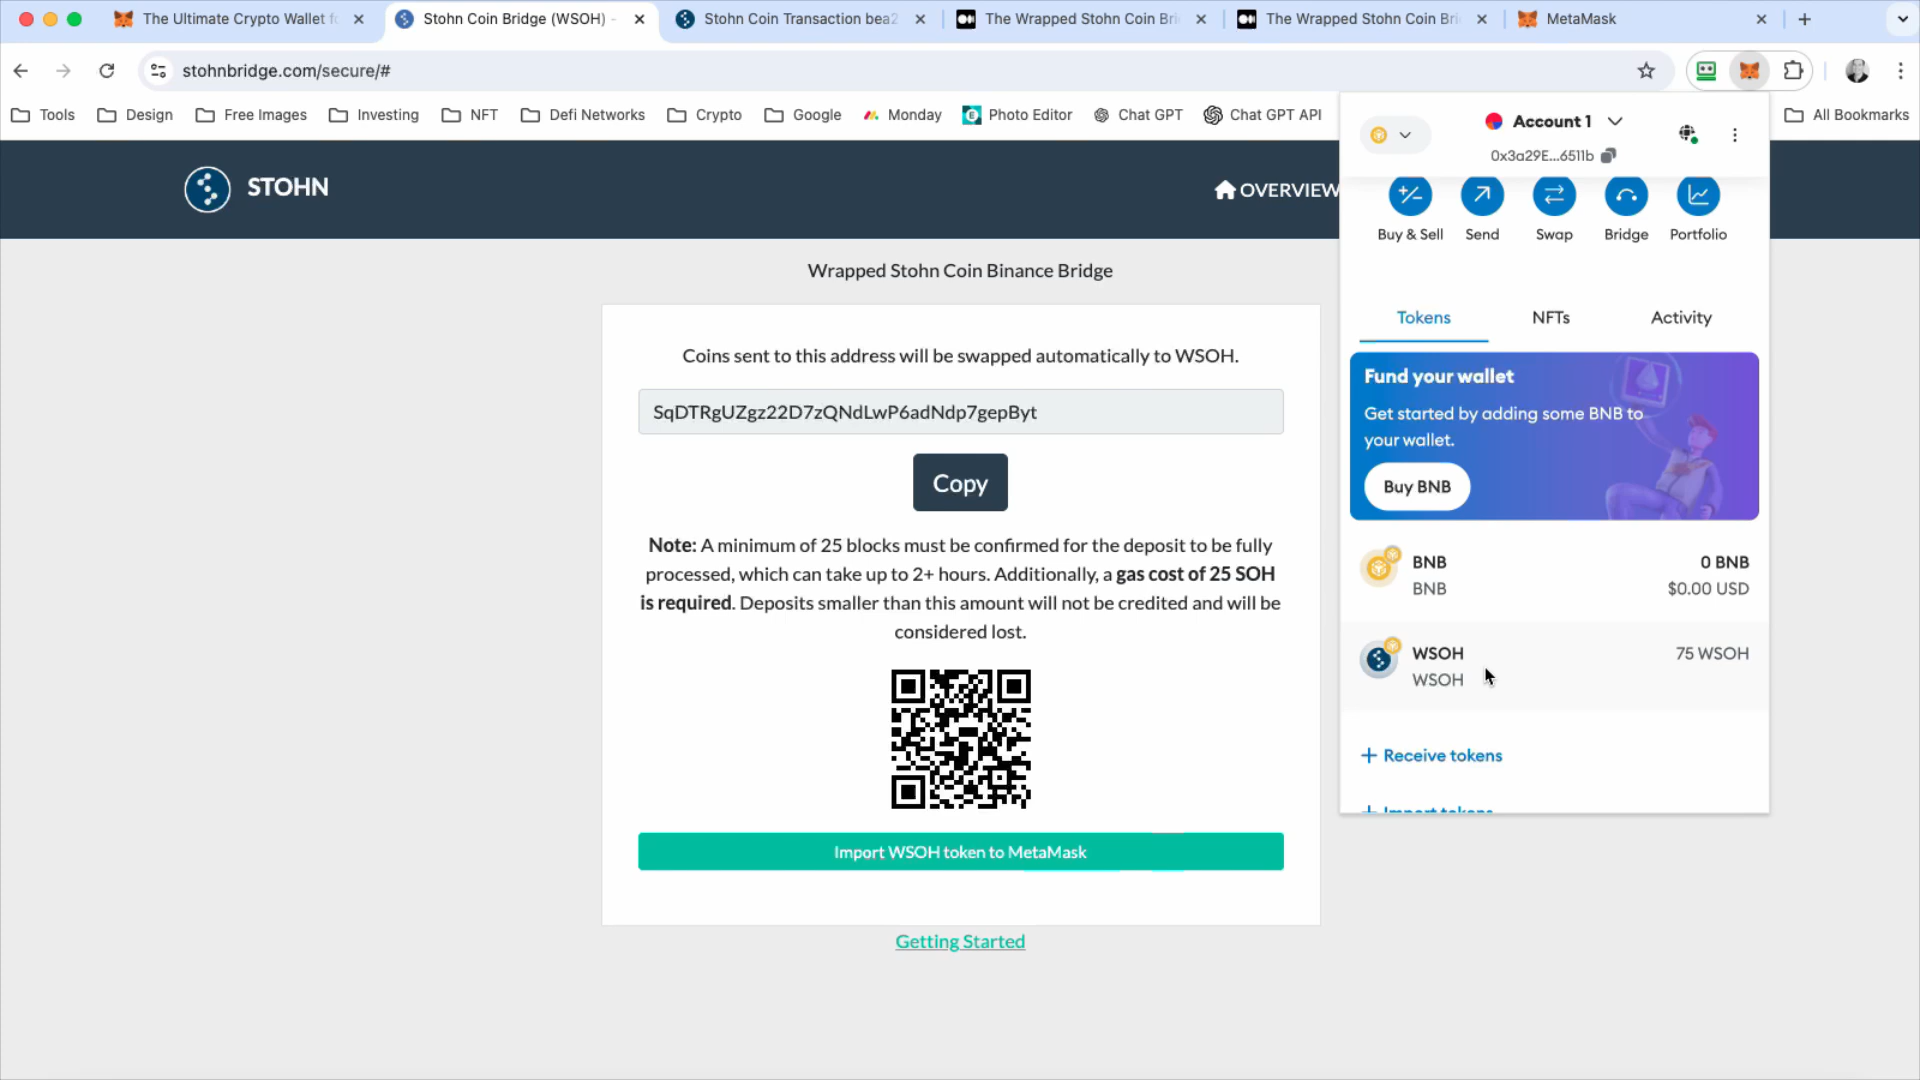 The Ultimate Crypto Wallet fo
Stohn Coin Bridge (WSOH) -
Stohn Coin Transaction bea2
The Wrapped Stohn Coin Bri
The Wrapped Stohn Coin Bri
MetaMask
stohnbridge.com/secure/#
Tools
Design
Free Images
Investing
NFT
Defi Networks
Crypto
Google
Monday
Photo Editor
Chat GPT
Chat GPT API
All Bookmarks
STOHN
OVERVIEW
Wrapped Stohn Coin Binance Bridge
Coins sent to this address will be swapped automatically to WSOH.
SqDTRgUZgz22D7zQNdLwP6adNdp7gepByt
Copy
Note: A minimum of 25 blocks must be confirmed for the deposit to be fully
processed, which can take up to 2+ hours. Additionally, a gas cost of 25 SOH
is required. Deposits smaller than this amount will not be credited and will be
considered lost.
Import WSOH token to MetaMask
Getting Started
Account 1
0x3a29E...6511b
Buy & Sell
Send
Swap
Bridge
Portfolio
Tokens
NFTs
Activity
Fund your wallet
Get started by adding some BNB to
your wallet.
Buy BNB
BNB
0 BNB
BNB
$0.00 USD
WSOH
75 WSOH
WSOH
+ Receive tokens
+ Import tokens